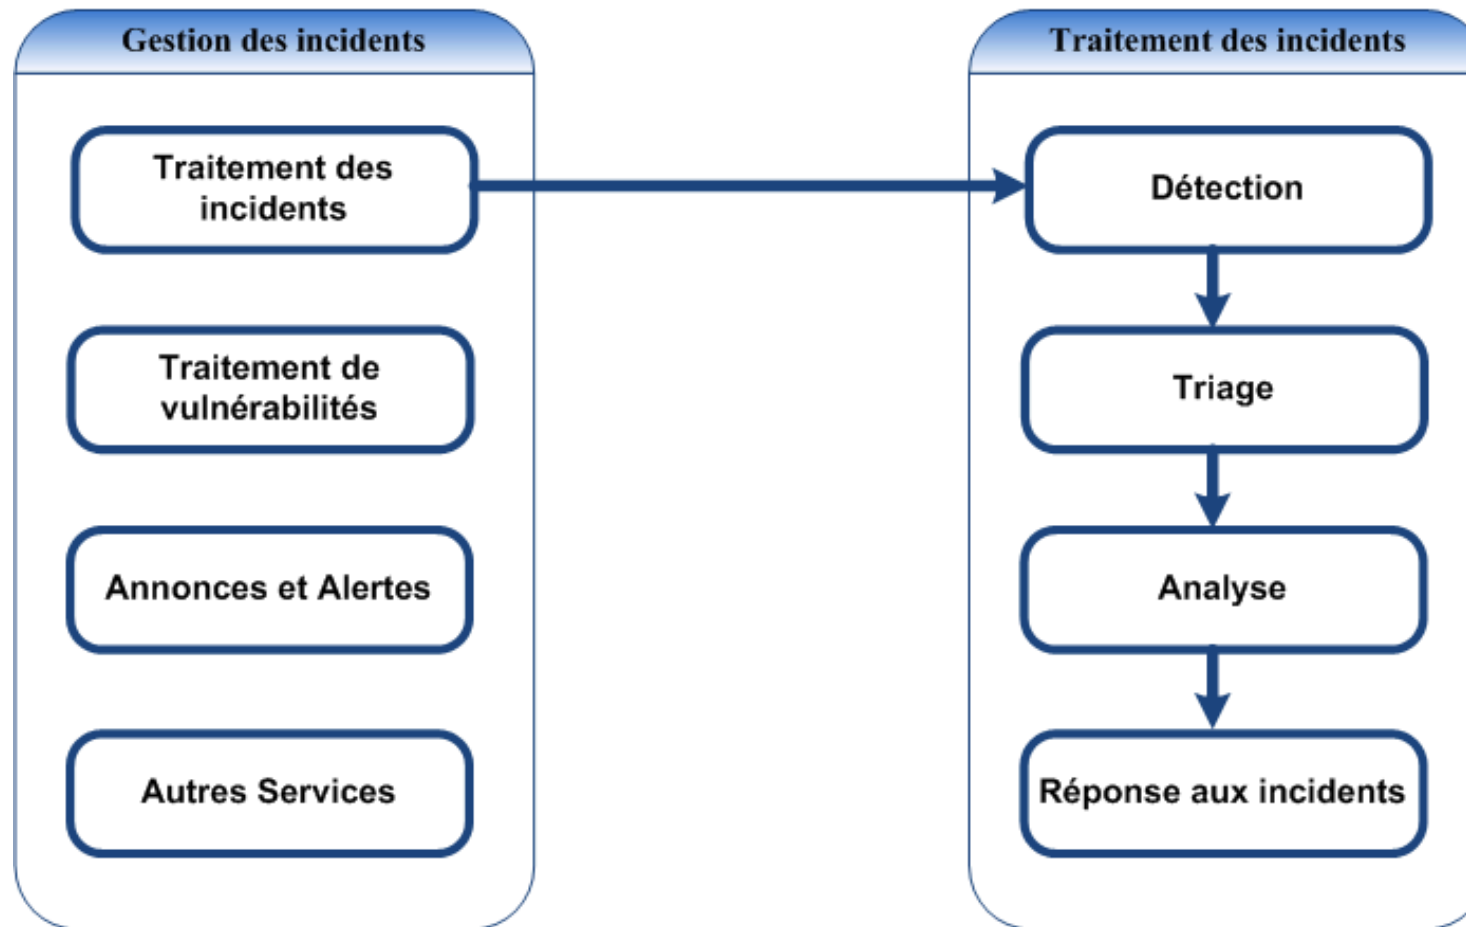 Gestion des incidents
Traitement des
incidents
Traitement de
vulnérabilités
Annonces et Alertes
Autres Services
Traitement des incidents
Détection
Triage
Analyse
Réponse aux incidents